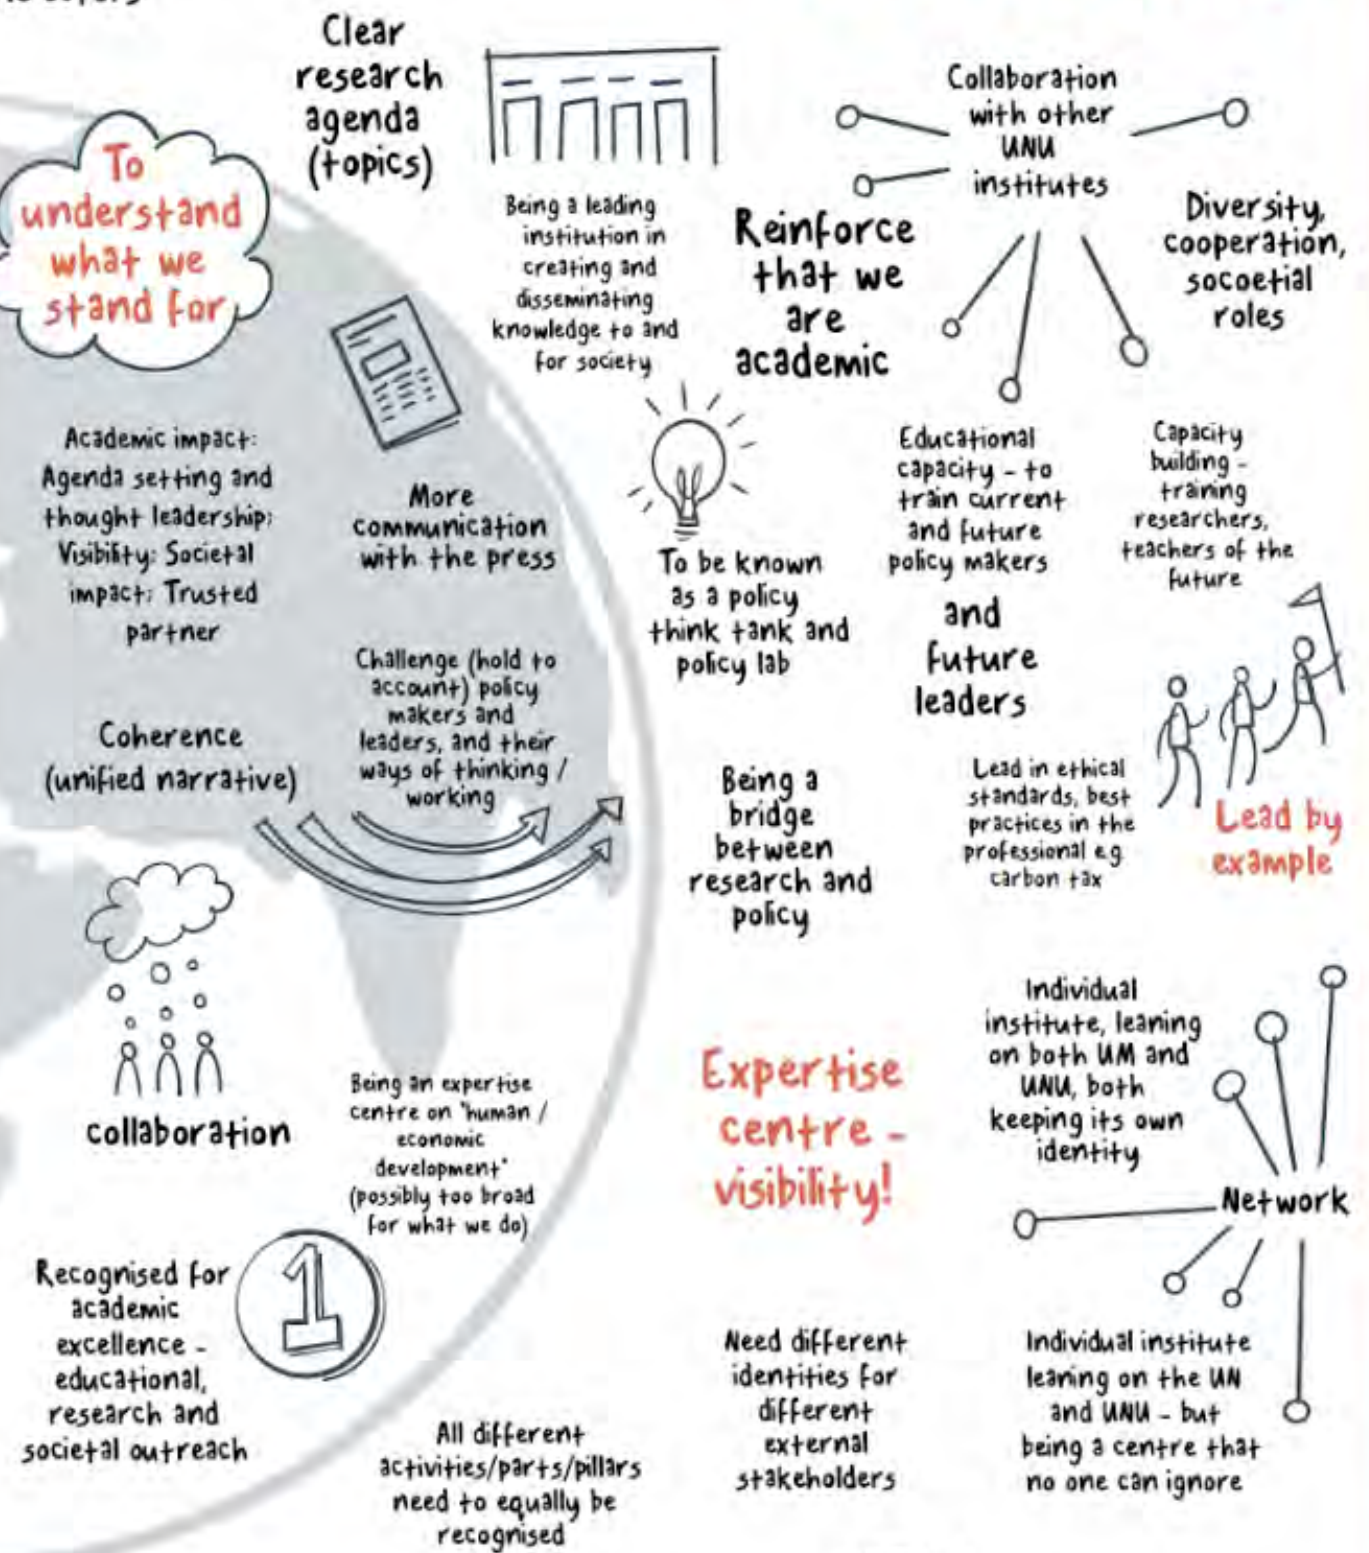 Clear
research
agenda
(topics)
To
understand
what we
stand for
Being a leading
institution in
creating and
disseminating
knowledge to and
for society
Reinforce
that we
are
academic
Collaboration
with other
UNU
institutes
Diversity,
cooperation,
socoetial
roles
Academic impact:
Agenda setting and
thought leadership;
Visibility: Societal
impact; Trusted
partner
More
communication
with the press
To be known
as a policy
think tank and
policy lab
Educational
capacity - to
train current
and future
policy makers
and
future
leaders
Capacity
building -
training
researchers,
teachers of the
future
Coherence
(unified narrative)
Challenge (hold to
account) policy
makers and
leaders, and their
ways of thinking /
working
Being a
bridge
between
research and
policy
Lead in ethical
standards, best
practices in the
professional e.g
carbon tax
Lead by
example
collaboration
Being an expertise
centre on "human /
economic
development"
(possibly too broad
for what we do)
Expertise
centre -
visibility!
Individual
institute, leaning
on both UM and
UNU, both
keeping its own
identity
Network
Recognised for
academic
excellence -
educational,
research and
societal outreach
1
All different
activities/parts/pillars
need to equally be
recognised
Need different
identities for
different
external
stakeholders
Individual institute
leaning on the UN
and UNU - but
being a centre that
no one can ignore